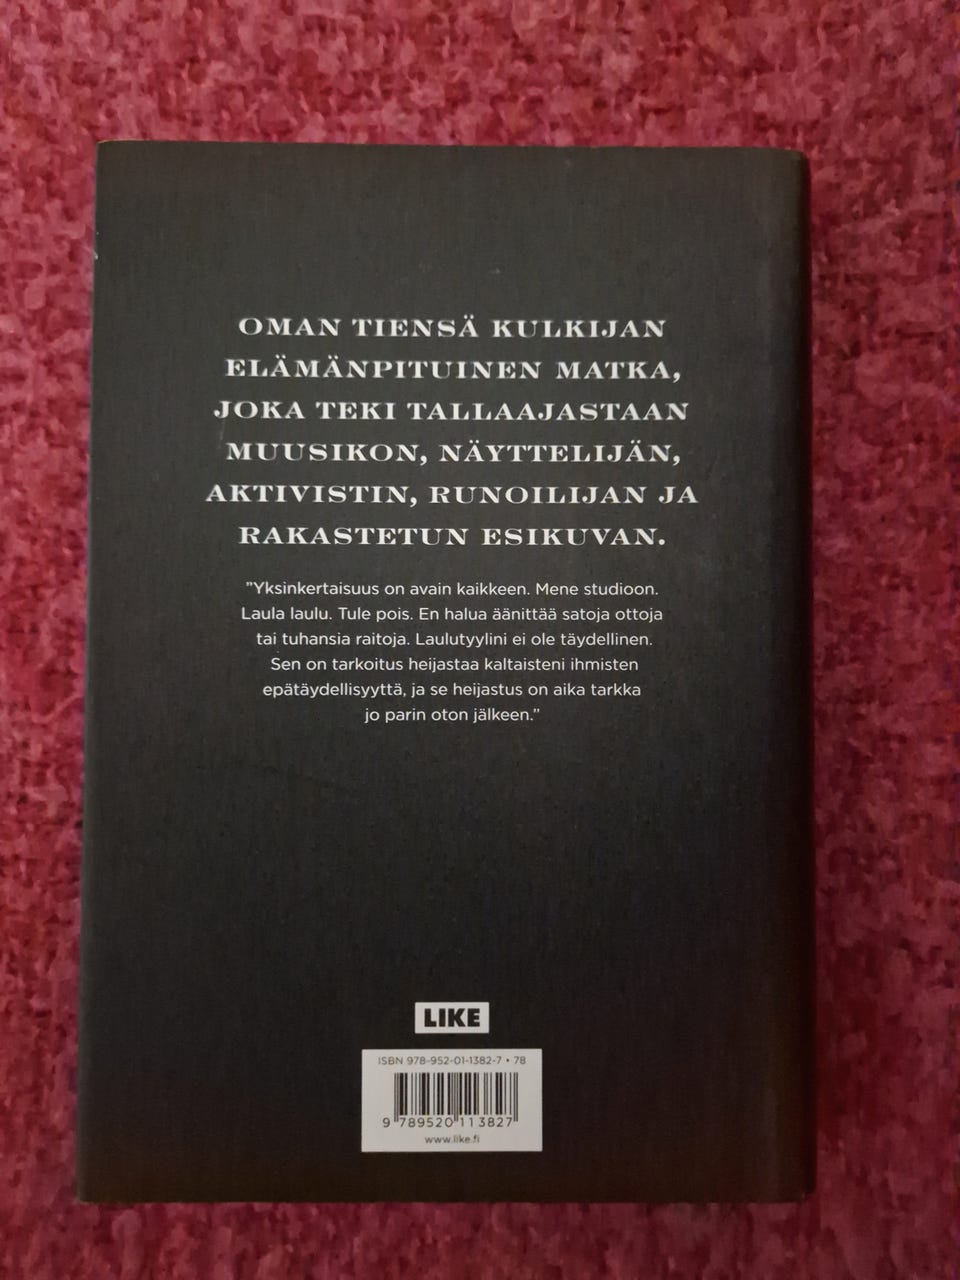 OMAN TIENSÄ KULKIJAN
ELÄMÄNPITUINEN MATKA,
JOKA TEKI TALLAAJASTAAN
MUUSIKON, NÄYTTELIJÄN,
AKTIVISTIN, RUNOILIJAN JA
RAKASTETUN ESIKUVAN.
”Yksinkertaisuus on avain kaikkeen. Mene studioon.
Laula laulu. Tule pois. En halua äänittää satoja ottoja
tai tuhansia raitoja. Laulutyylini ei ole täydellinen.
Sen on tarkoitus heijastaa kaltaisteni ihmisten
epätäydellisyyttä, ja se heijastus on aika tarkka
jo parin oton jälkeen.”
LIKE
ISBN 978-952-01-1382-7 • 78
9 789520 113827
www.like.fi